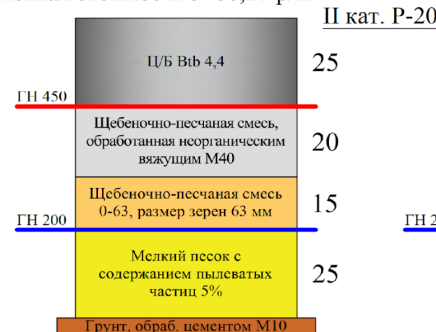 II кат. Р-20
Ц/Б Btb 4,4
25
ГН 450
Щебеночно-песчаная смесь,
обработанная неорганическим
вяжущим М40
20
Щебеночно-песчаная смесь
0-63, размер зерен 63 мм
15
ГН 200
ГН 2
Мелкий песок с
содержанием пылеватых
частиц 5%
25
Грунт, обраб. цементом М10